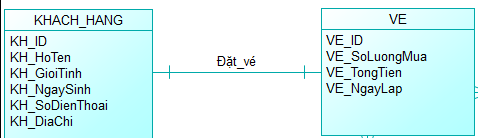 KHACH_HANG
KH_ID
KH_HoTen
KH_GioiTinh
KH_NgaySinh
KH_SoDienThoai
KH_DiaChi
Đặt_vé
VE
VE_ID
VE_SoLuongMua
VE_TongTien
VE_NgayLap